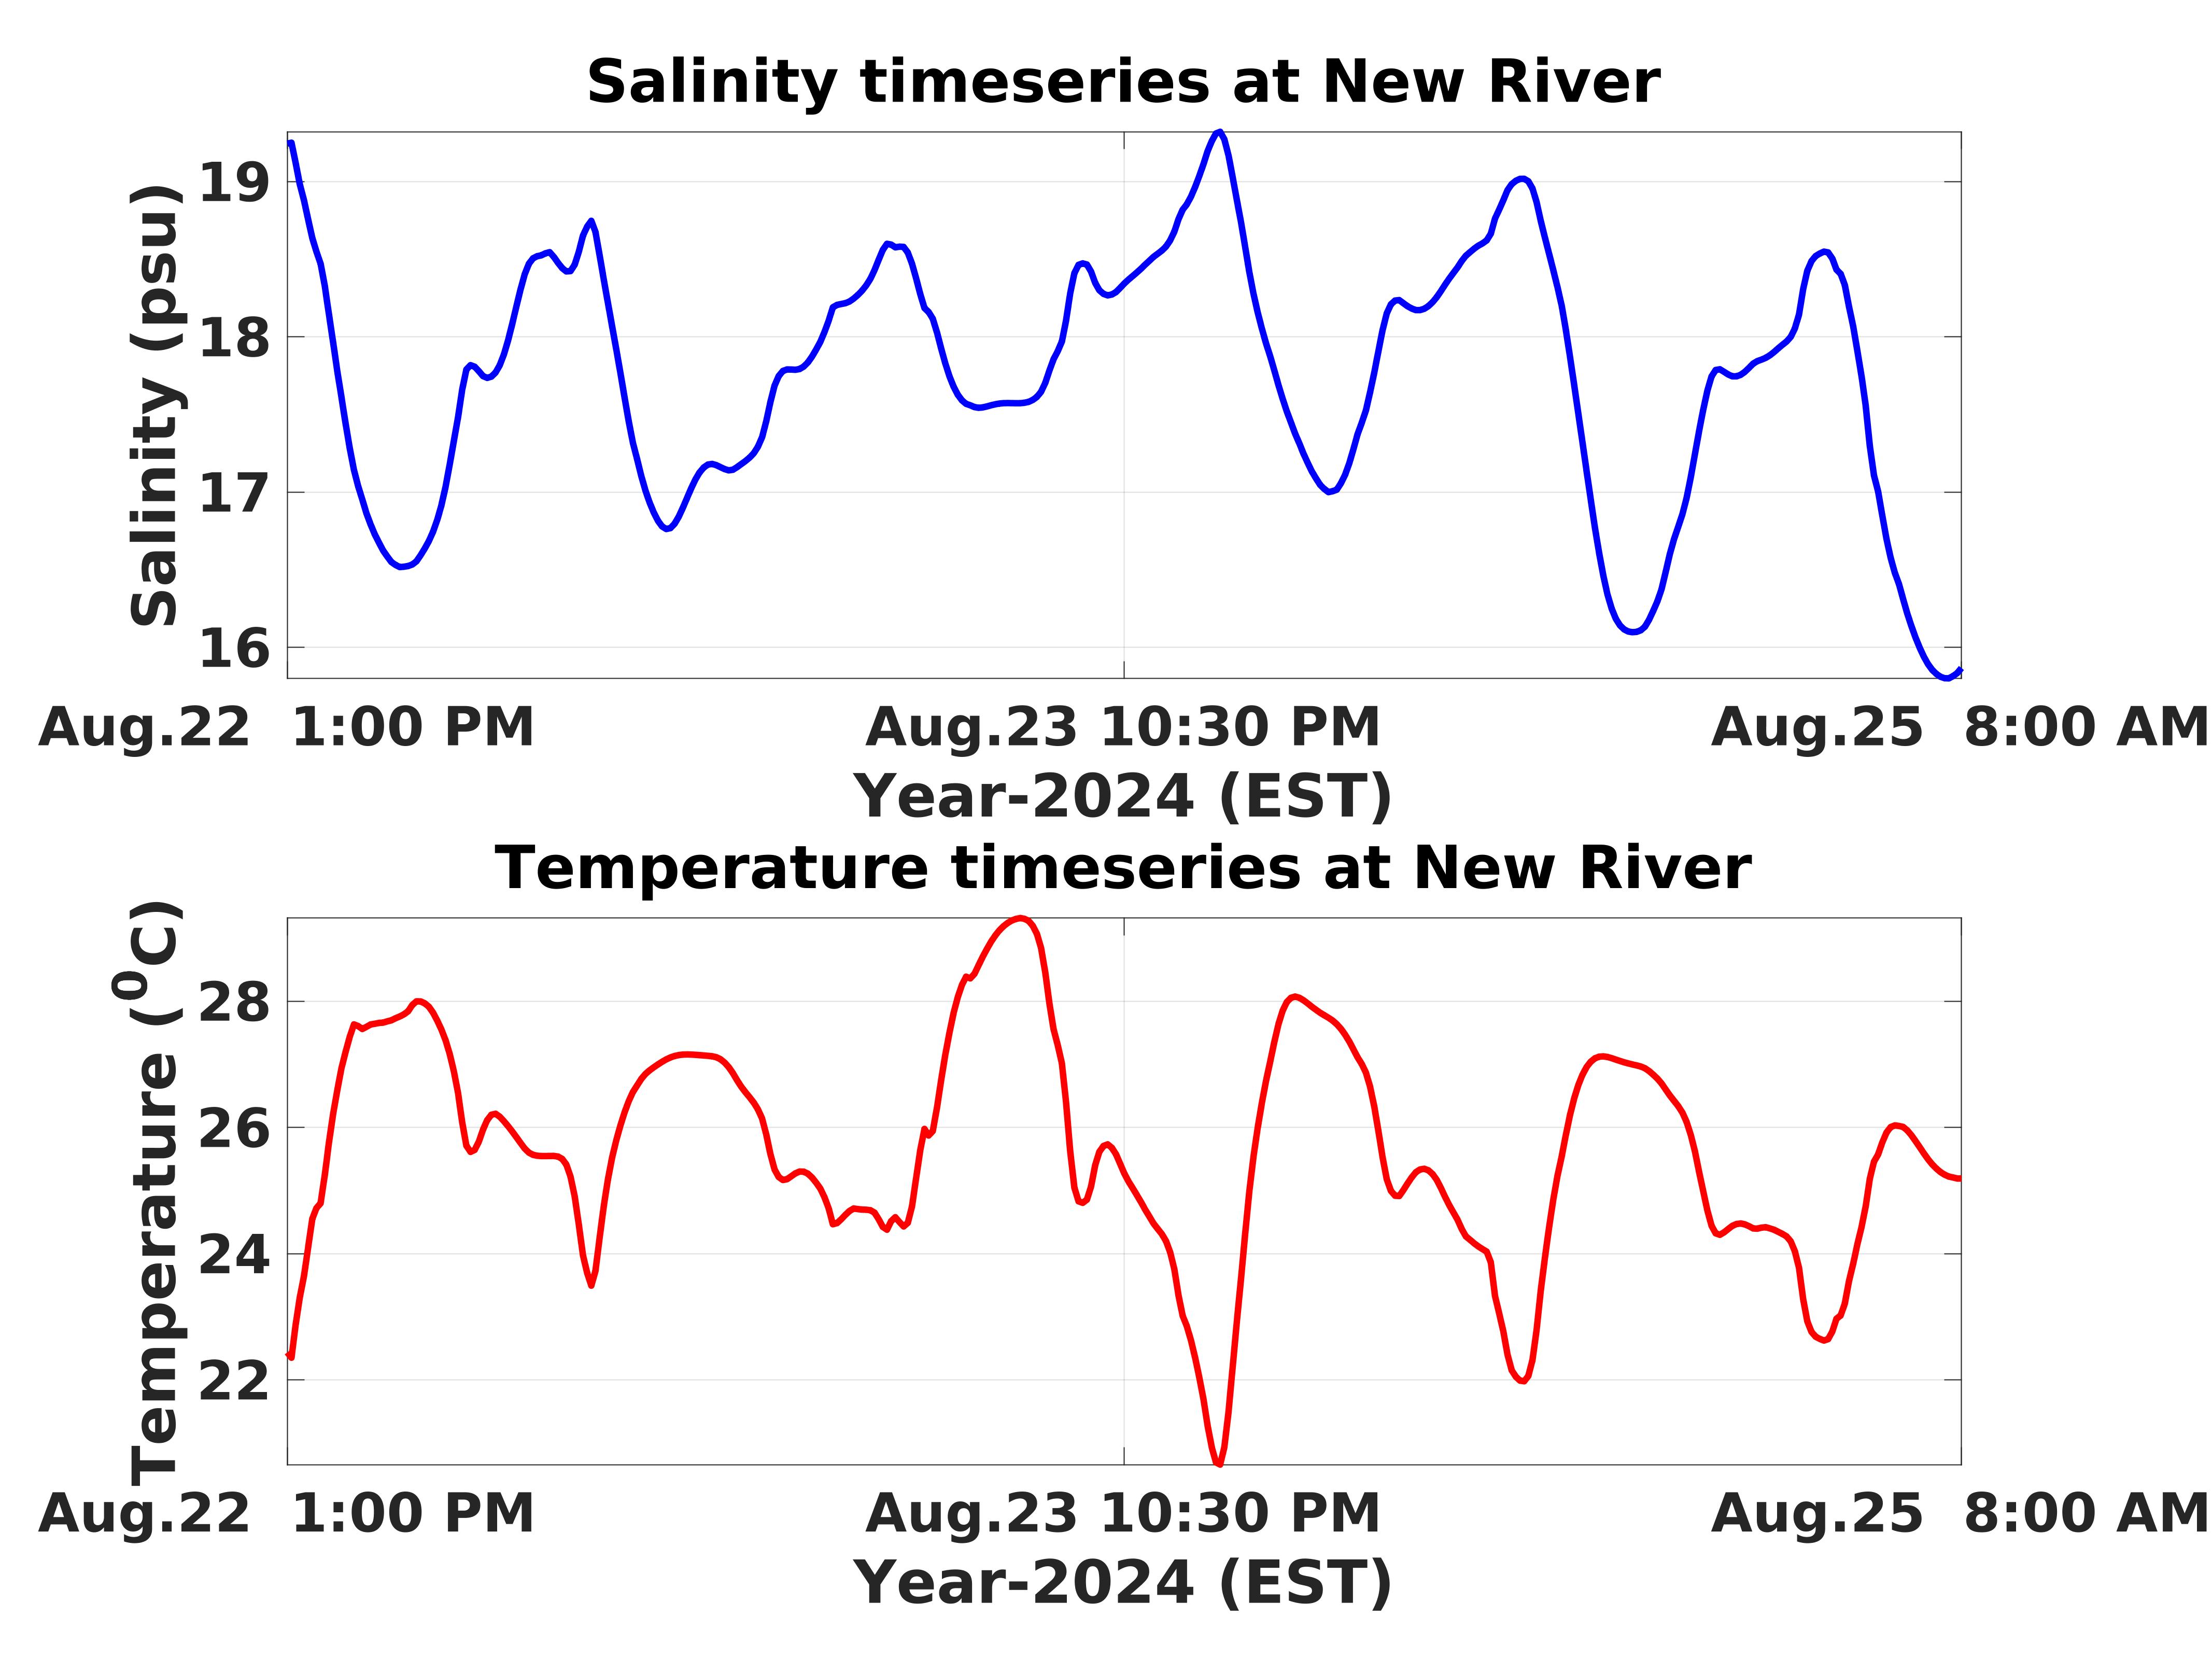 Salinity timeseries at New River
Salinity (psu)
19
18
17
16
Aug.22 1:00 PM Aug.23 10:30 PM Aug.25 8:00 AM
Year-2024 (EST)
Temperature timeseries at New River
Temperature (⁰C)
28
26
24
22
Aug.22 1:00 PM Aug.23 10:30 PM Aug.25 8:00 AM
Year-2024 (EST)